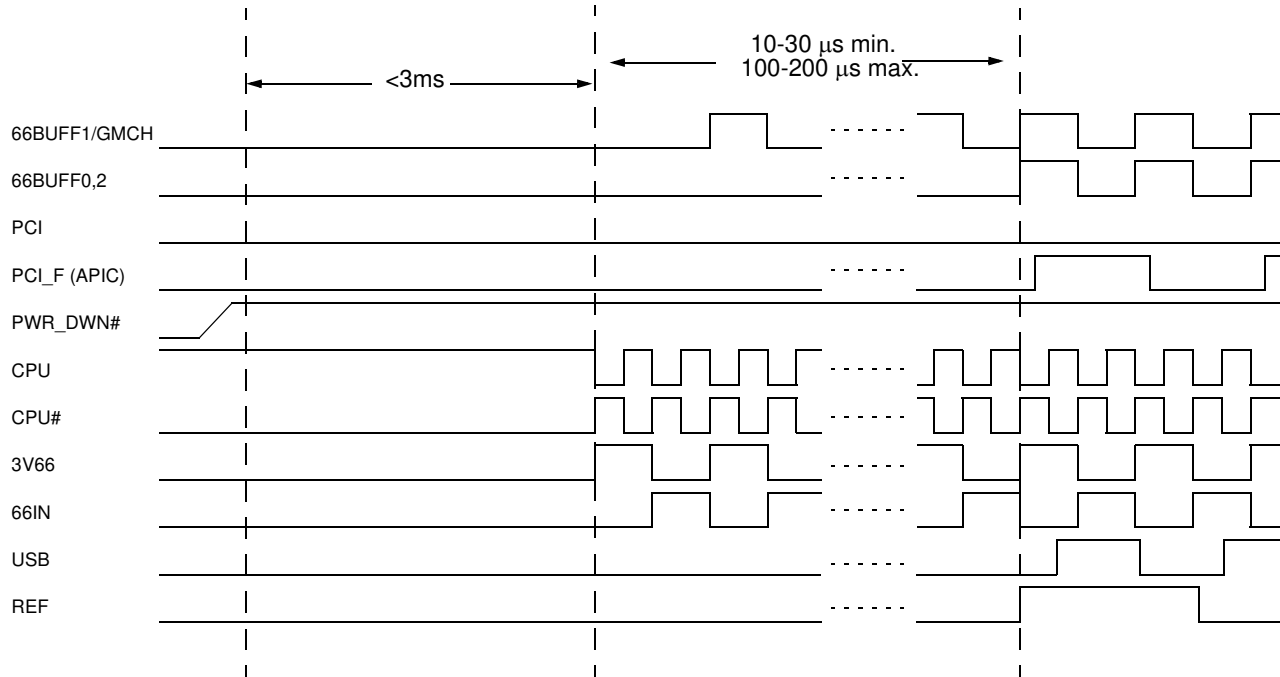 10-30 μs min.
100-200 μs max.
<3ms
66BUFF1/GMCH
66BUFF0,2
PCI
PCI_F (APIC)
PWR_DWN#
CPU
CPU#
3V66
66IN
USB
REF